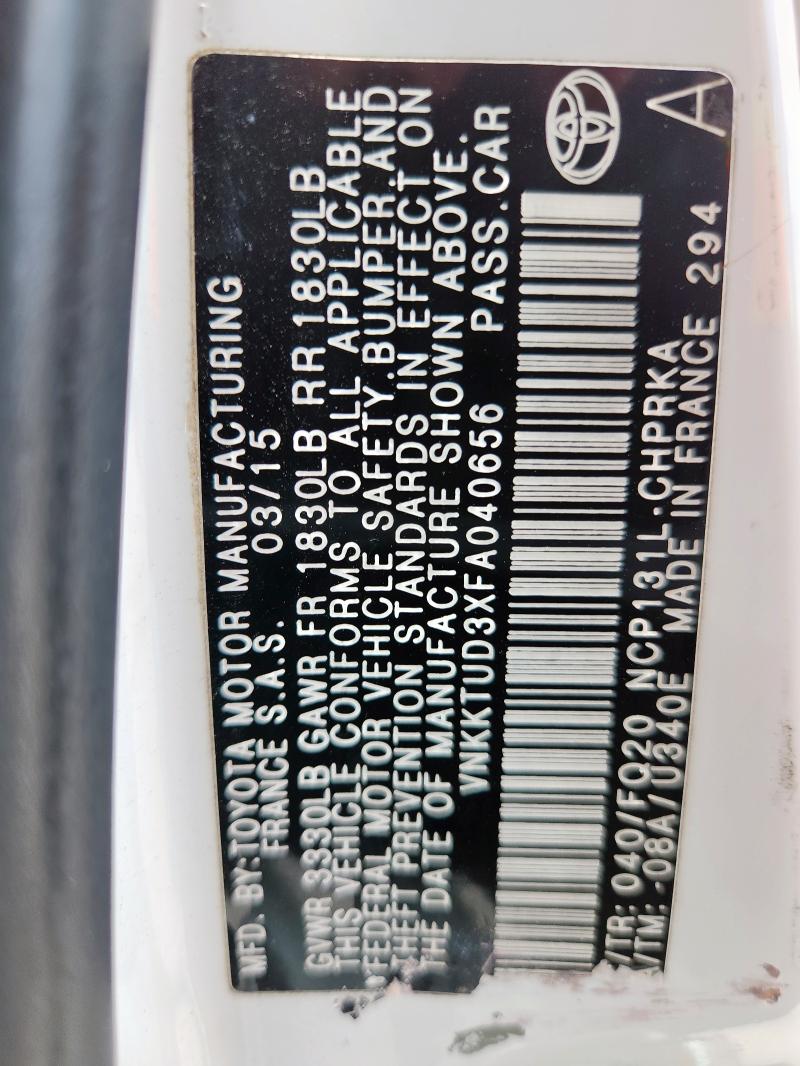 MFD. BY:TOYOTA MOTOR MANUFACTURING
FRANCE S.A.S. 03/15
GVWR 3330LB GAWR FR 1830LB RR 1830LB
THIS VEHICLE CONFORMS TO ALL APPLICABLE
FEDERAL MOTOR VEHICLE SAFETY.BUMPER.AND
THEFT PREVENTION STANDARDS IN EFFECT ON
THE DATE OF MANUFACTURE SHOWN ABOVE.
VNKKTUD3XFA040656 PASS.CAR
/TR: 040/FQ20 NCP131L-CHPRKA
A/TM: -08A/U340E MADE IN FRANCE 294 A